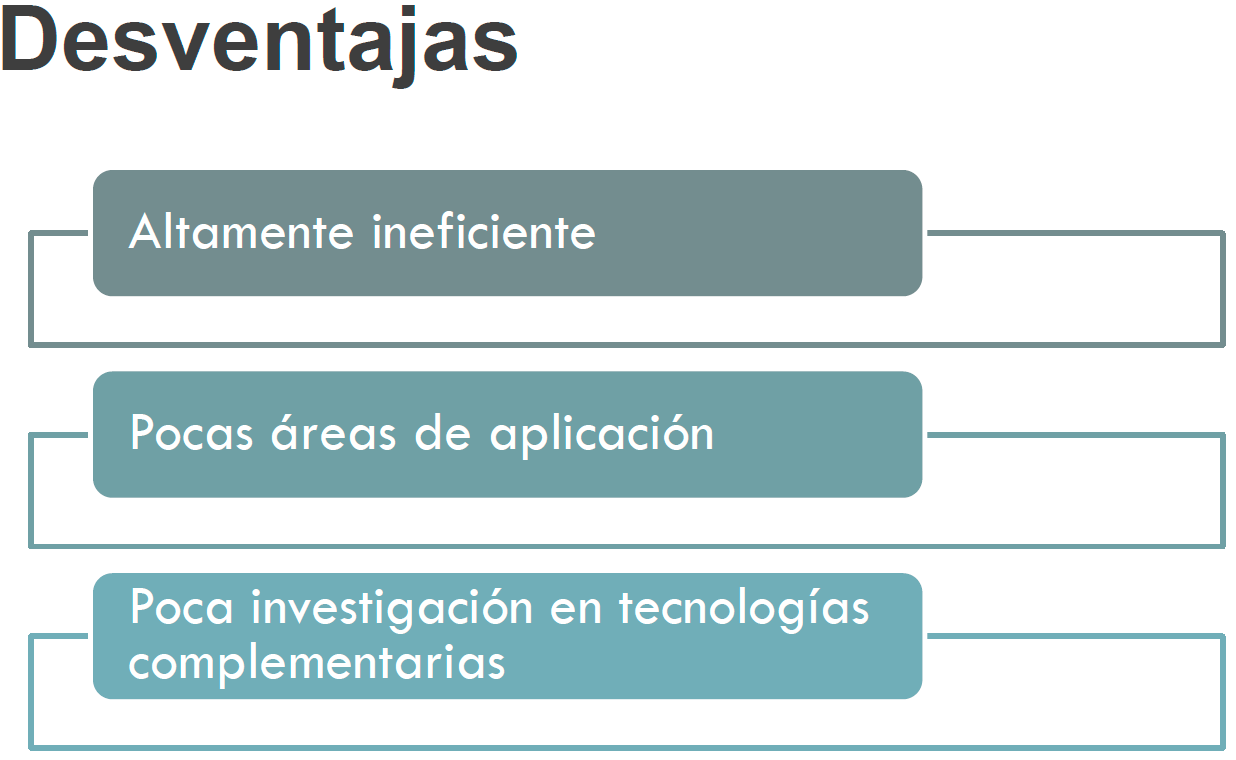 Desventajas
Altamente ineficiente
Pocas áreas de aplicación
Poca investigación en tecnologías
complementarias